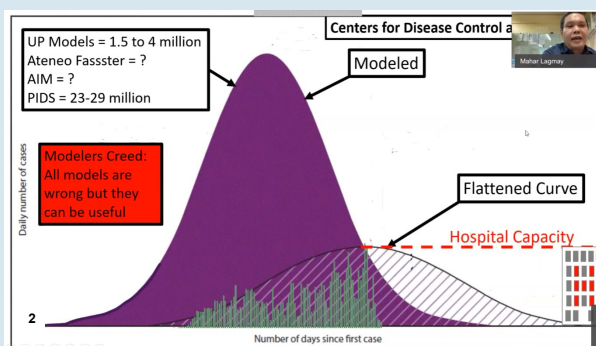 Centers for Disease Control a
Mahar Lagmay
UP Models = 1.5 to 4 million
Ateneo Fassster = ?
AIM = ?
PIDS = 23-29 million
Modeled
Modelers Creed:
All models are
wrong but they
can be useful
Flattened Curve
Hospital Capacity
Daily number of cases
2
Number of days since first case